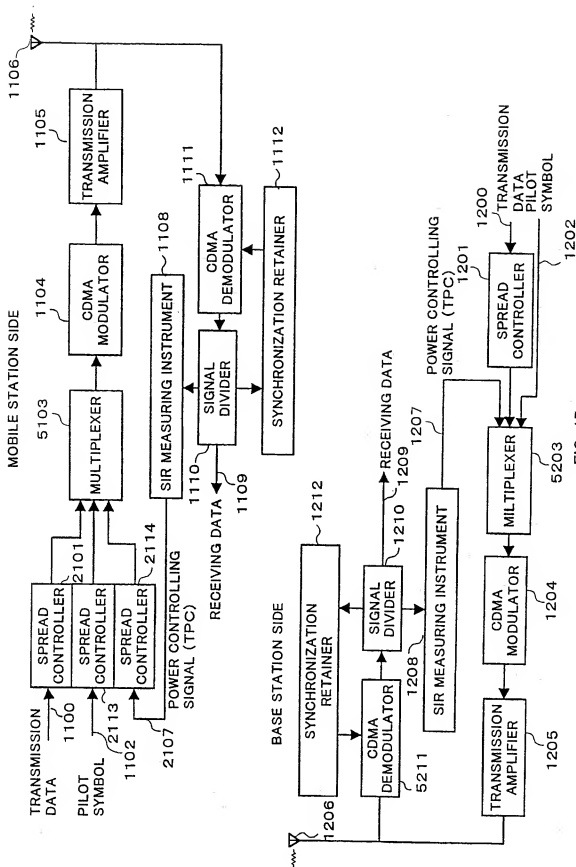 MOBILE STATION SIDE
TRANSMISSION
DATA
1100
PILOT
SYMBOL
1102
2107
2113
SPREAD
CONTROLLER
2101
SPREAD
CONTROLLER
SPREAD
CONTROLLER
2114
5103
MULTIPLEXER
1104
CDMA
MODULATOR
1105
TRANSMISSION
AMPLIFIER
1106
POWER CONTROLLING
SIGNAL (TPC)
1108
SIR MEASURING INSTRUMENT
1110
SIGNAL
DIVIDER
1109
RECEIVING DATA
1111
CDMA
DEMODULATOR
1112
SYNCHRONIZATION RETAINER
BASE STATION SIDE
1206
1212
SYNCHRONIZATION
RETAINER
CDMA
DEMODULATOR
5211
SIGNAL
DIVIDER
1210
1209
RECEIVING DATA
1208
SIR MEASURING INSTRUMENT
1207
POWER CONTROLLING
SIGNAL (TPC)
1200
TRANSMISSION
DATA
PILOT
SYMBOL
1202
1201
SPREAD
CONTROLLER
MILTIPLEXER
5203
CDMA
MODULATOR
1204
TRANSMISSION
AMPLIFIER
1205